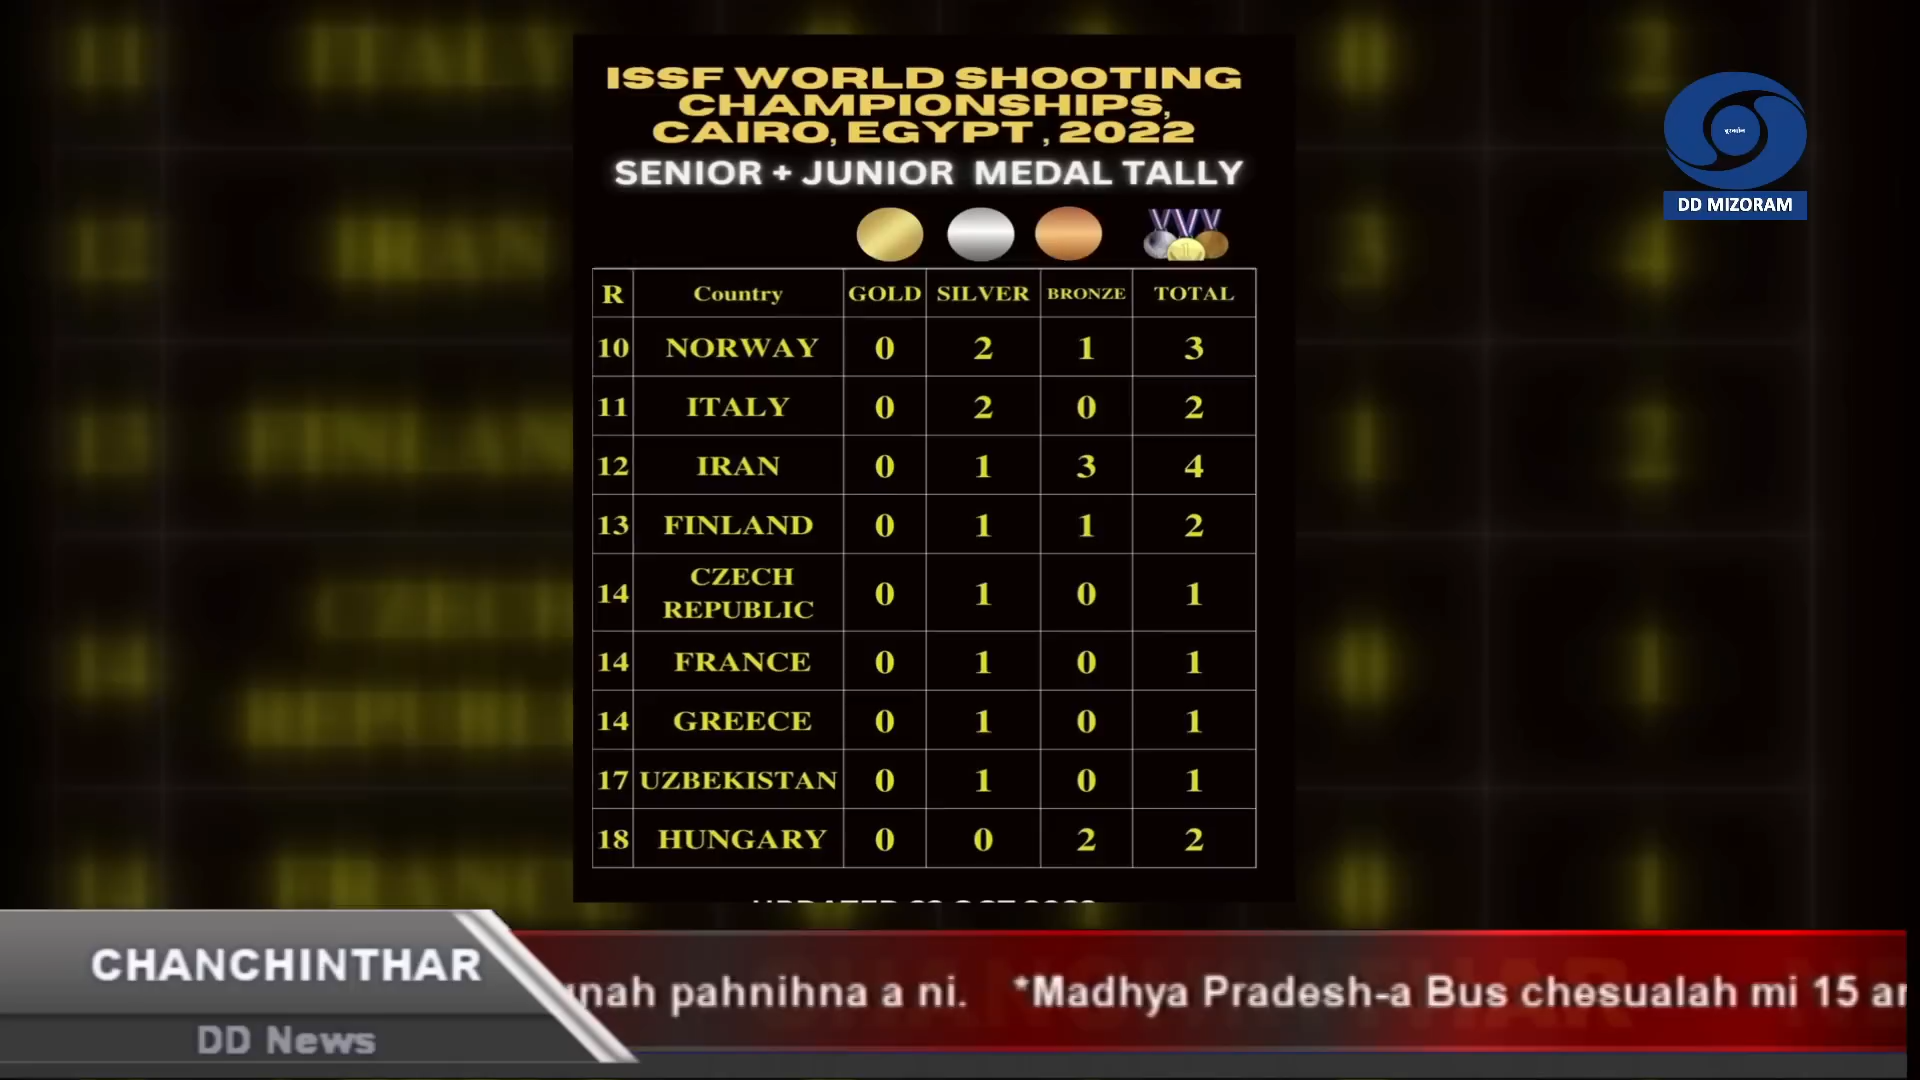 ISSF WORLD SHOOTING
CHAMPIONSHIPS,
CAIRO, EGYPT , 2022
SENIOR + JUNIOR MEDAL TALLY
R Country GOLD SILVER BRONZE TOTAL
10 NORWAY 0 2 1 3
11 ITALY 0 2 0 2
12 IRAN 0 1 3 4
13 FINLAND 0 1 1 2
14 CZECH REPUBLIC 0 1 0 1
14 FRANCE 0 1 0 1
14 GREECE 0 1 0 1
17 UZBEKISTAN 0 1 0 1
18 HUNGARY 0 0 2 2
DD MIZORAM
CHANCHINTHAR
DD News
pahnihna a ni. *Madhya Pradesh-a Bus chesualah mi 15